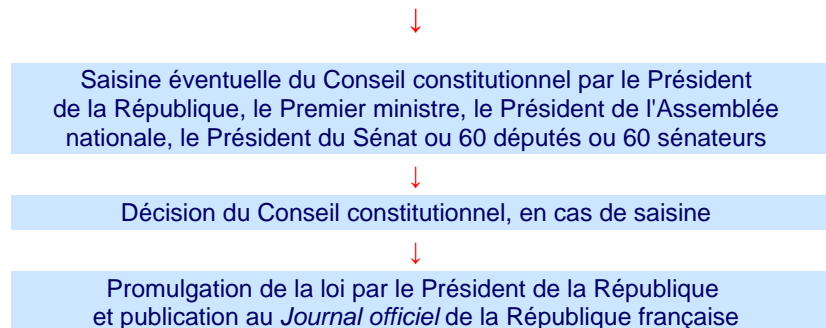 Saisine éventuelle du Conseil constitutionnel par le Président
de la République, le Premier ministre, le Président de l'Assemblée
nationale, le Président du Sénat ou 60 députés ou 60 sénateurs
Décision du Conseil constitutionnel, en cas de saisine
Promulgation de la loi par le Président de la République
et publication au Journal officiel de la République française